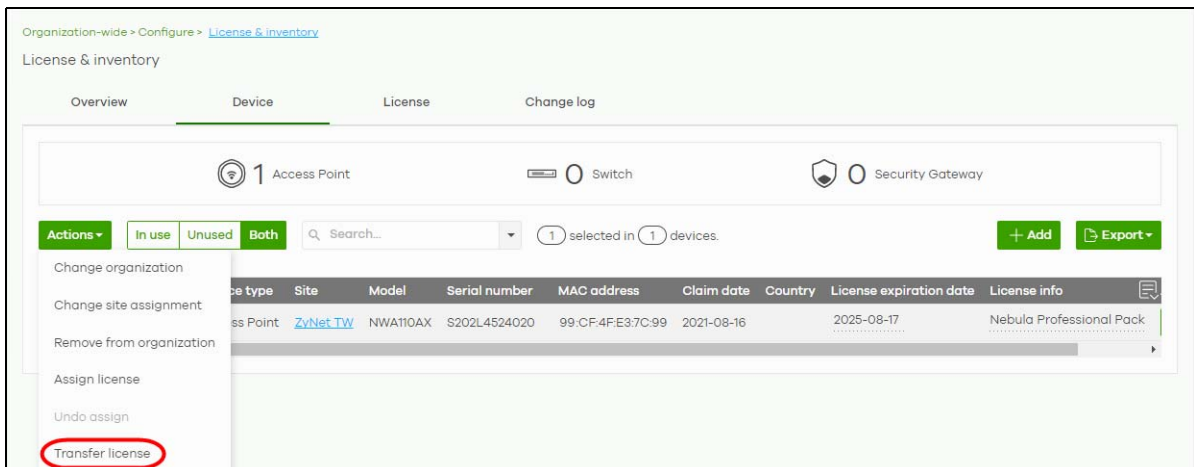 Organization-wide > Configure > License & inventory
License & inventory
Overview Device License Change log
1 Access Point 0 Switch 0 Security Gateway
Actions In use Unused Both Search... 1 selected in 1 devices. + Add Export
Change organization
ce type Site Model Serial number MAC address Claim date Country License expiration date License info
Change site assignment
ss Point ZyNet TW NWA110AX S202L4524020 99:CF:4F:E3:7C:99 2021-08-16 2025-08-17 Nebula Professional Pack
Remove from organization
Assign license
Undo assign
Transfer license